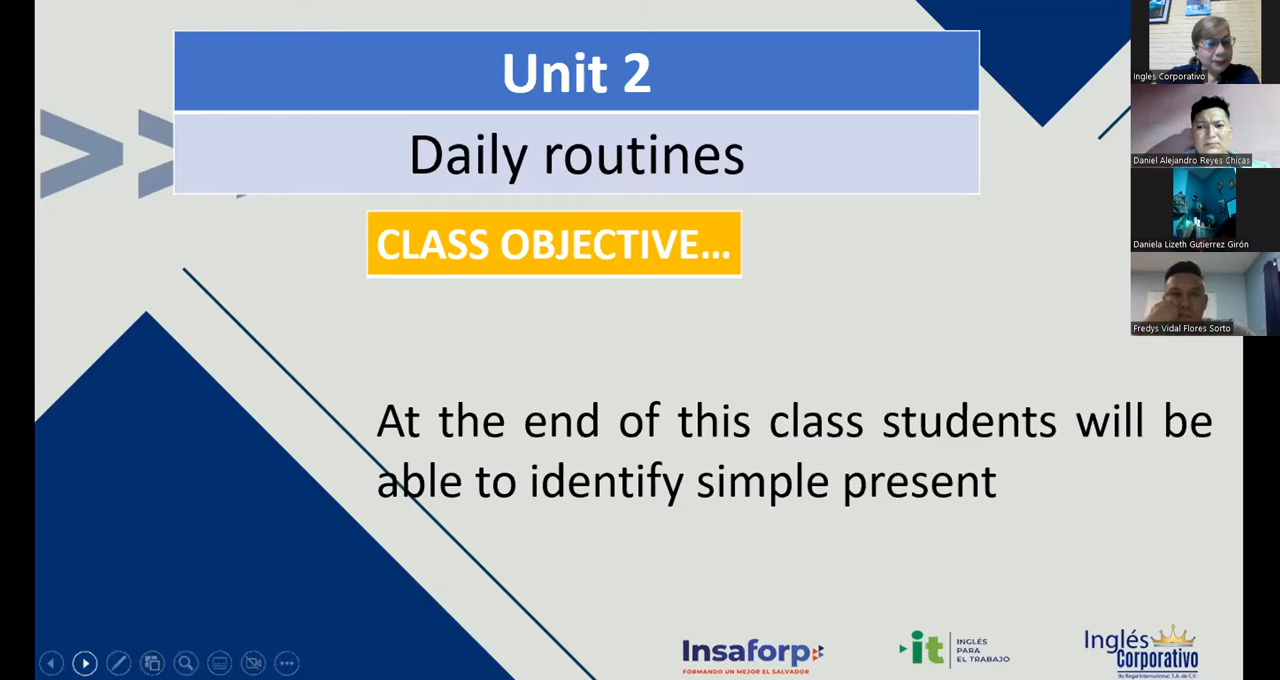 Unit 2
Daily routines
CLASS OBJECTIVE...
At the end of this class students will be
able to identify simple present
Ingles Corporativo
Daniel Alejandro Reyes Chicas
Daniela Lizeth Gutierrez Girón
Fredys Vidal Flores Sorto
Insaforp
FORMANDO UN MEJOR EL SALVADOR
it
INGLÉS
PARA
EL TRABAJO
Inglés
Corporativo
By Regal International, S.A. de C.V.